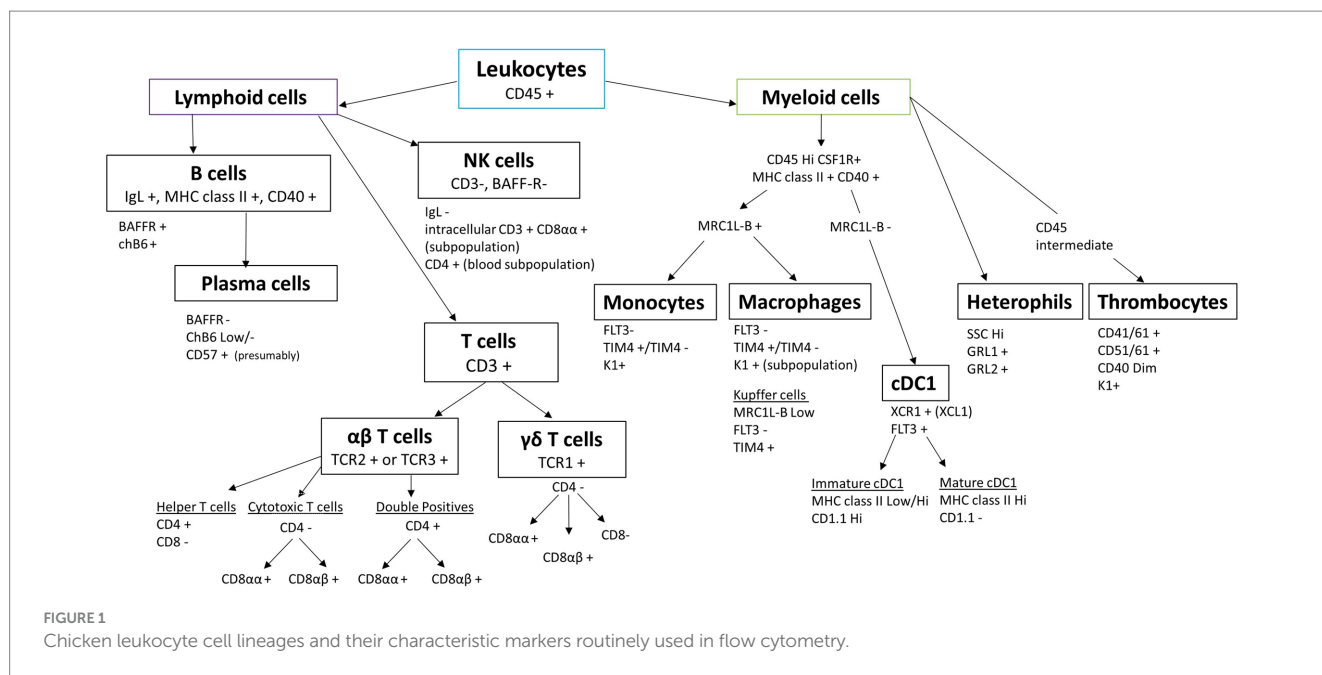 Leukocytes
CD45 +
Lymphoid cells
Myeloid cells
B cells
IgL +, MHC class II +, CD40 +
BAFFR +
chB6 +
Plasma cells
BAFFR -
ChB6 Low/-
CD57 + (presumably)
NK cells
CD3-, BAFF-R-
IgL -
intracellular CD3 + CD8αα +
(subpopulation)
CD4 + (blood subpopulation)
T cells
CD3 +
αβ T cells
TCR2 + or TCR3 +
Helper T cells
CD4 +
CD8 -
Cytotoxic T cells
CD4 -
CD8αα +
CD8αβ +
Double Positives
CD4 +
CD8αα +
CD8αβ +
γδ T cells
TCR1 +
CD4 -
CD8αα +
CD8αβ +
CD8-
CD45 Hi CSF1R+
MHC class II + CD40 +
MRC1L-B +
MRC1L-B -
Monocytes
FLT3-
TIM4 +/TIM4 -
K1+
Macrophages
FLT3 -
TIM4 +/TIM4 -
K1 + (subpopulation)
Kupffer cells
MRC1L-B Low
FLT3 -
TIM4 +
cDC1
XCR1 + (XCL1)
FLT3 +
Immature cDC1
MHC class II Low/Hi
CD1.1 Hi
Mature cDC1
MHC class II Hi
CD1.1 -
Heterophils
SSC Hi
GRL1 +
GRL2 +
CD45
intermediate
Thrombocytes
CD41/61 +
CD51/61 +
CD40 Dim
K1+
FIGURE 1
Chicken leukocyte cell lineages and their characteristic markers routinely used in flow cytometry.